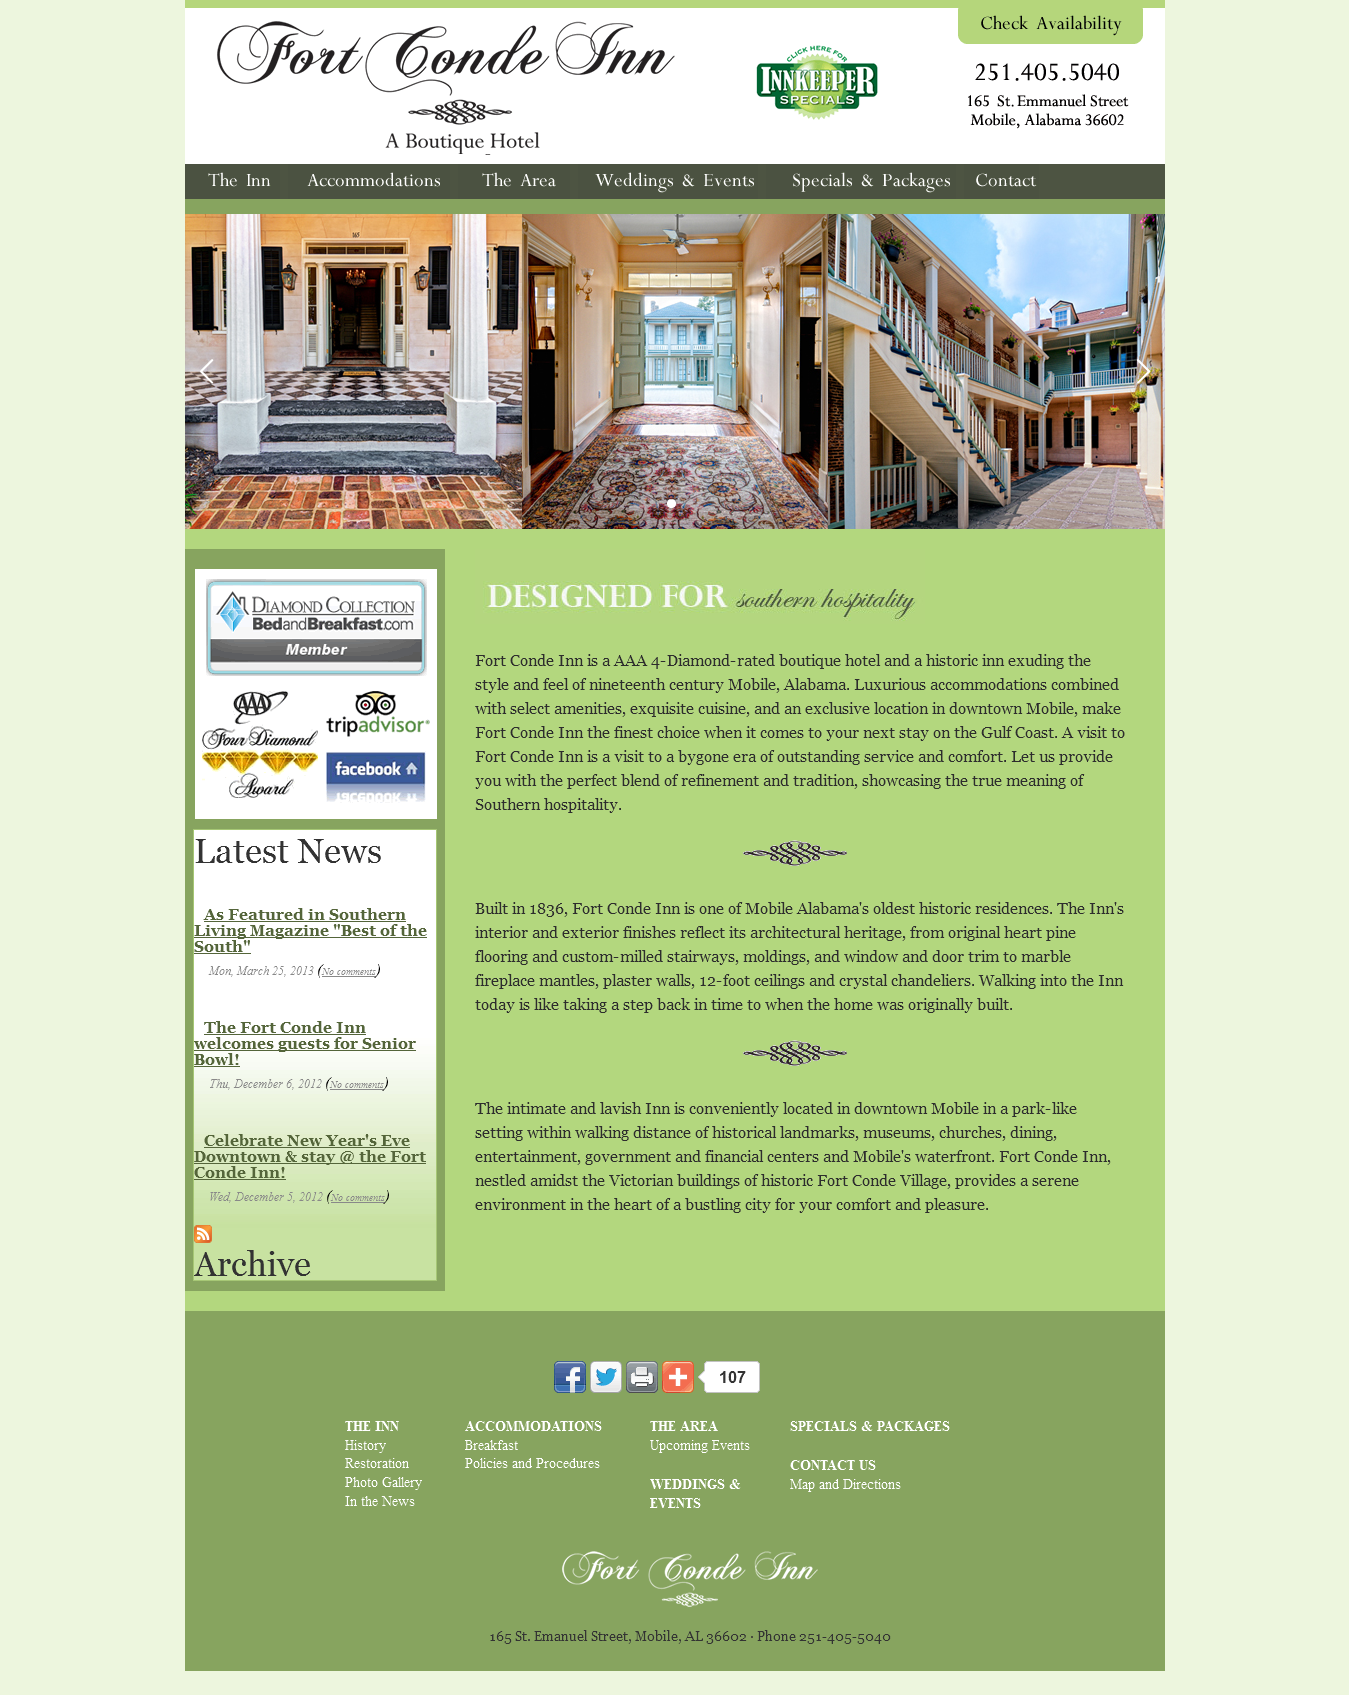 Check Availability
Fort Conde Inn
A Boutique Hotel
CLICK HERE FOR
INNKEEPER
SPECIALS
251.405.5040
165 St. Emmanuel Street
Mobile, Alabama 36602
The Inn Accommodations The Area Weddings & Events Specials & Packages Contact
165
DIAMOND COLLECTION
BedandBreakfast.com
Member
AAA
Four Diamond
Award
tripadvisor
facebook
Latest News
As Featured in Southern
Living Magazine "Best of the
South"
Mon, March 25, 2013 (No comments)
The Fort Conde Inn
welcomes guests for Senior
Bowl!
Thu, December 6, 2012 (No comments)
Celebrate New Year's Eve
Downtown & stay @ the Fort
Conde Inn!
Wed, December 5, 2012 (No comments)
Archive
DESIGNED FOR southern hospitality
Fort Conde Inn is a AAA 4-Diamond-rated boutique hotel and a historic inn exuding the
style and feel of nineteenth century Mobile, Alabama. Luxurious accommodations combined
with select amenities, exquisite cuisine, and an exclusive location in downtown Mobile, make
Fort Conde Inn the finest choice when it comes to your next stay on the Gulf Coast. A visit to
Fort Conde Inn is a visit to a bygone era of outstanding service and comfort. Let us provide
you with the perfect blend of refinement and tradition, showcasing the true meaning of
Southern hospitality.
Built in 1836, Fort Conde Inn is one of Mobile Alabama's oldest historic residences. The Inn's
interior and exterior finishes reflect its architectural heritage, from original heart pine
flooring and custom-milled stairways, moldings, and window and door trim to marble
fireplace mantles, plaster walls, 12-foot ceilings and crystal chandeliers. Walking into the Inn
today is like taking a step back in time to when the home was originally built.
The intimate and lavish Inn is conveniently located in downtown Mobile in a park-like
setting within walking distance of historical landmarks, museums, churches, dining,
entertainment, government and financial centers and Mobile's waterfront. Fort Conde Inn,
nestled amidst the Victorian buildings of historic Fort Conde Village, provides a serene
environment in the heart of a bustling city for your comfort and pleasure.
107
THE INN
History
Restoration
Photo Gallery
In the News
ACCOMMODATIONS
Breakfast
Policies and Procedures
THE AREA
Upcoming Events
WEDDINGS &
EVENTS
SPECIALS & PACKAGES
CONTACT US
Map and Directions
Fort Conde Inn
165 St. Emanuel Street, Mobile, AL 36602 · Phone 251-405-5040